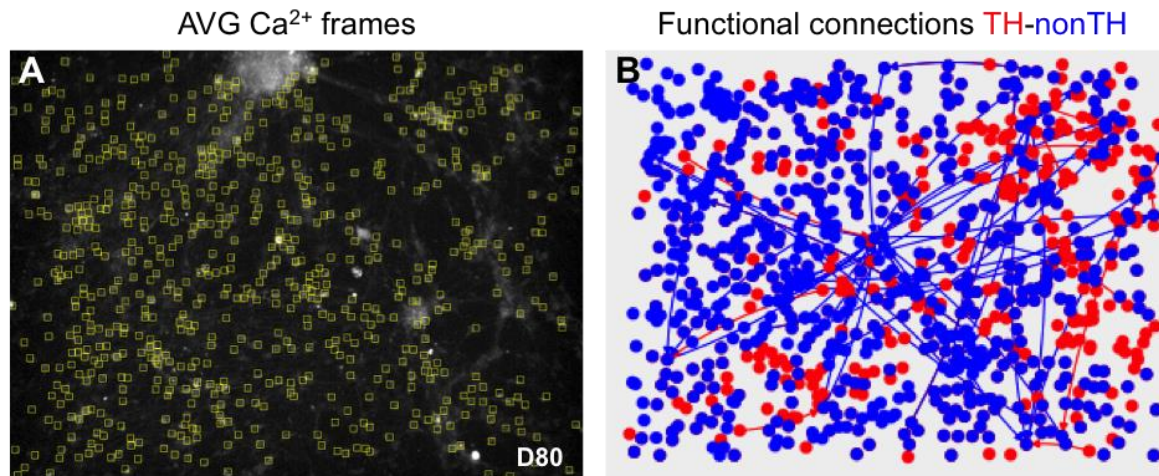 AVG Ca²⁺ frames
Functional connections TH-nonTH
A
B
D80